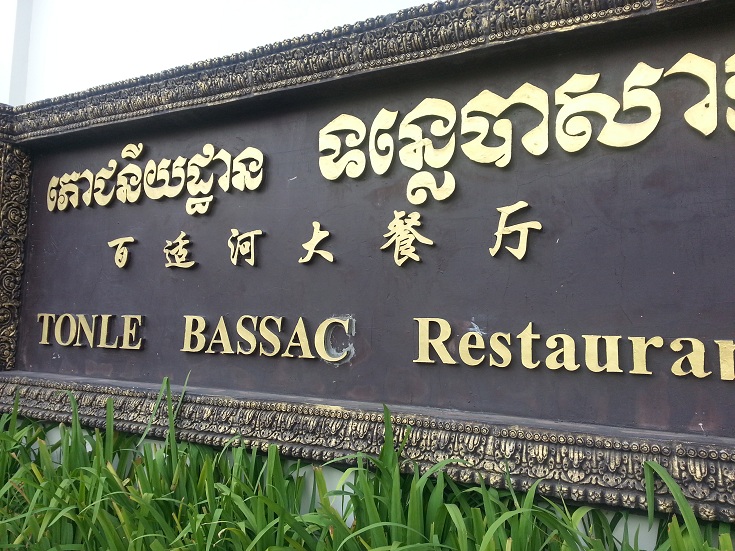 ភោជនីយដ្ឋាន ទន្លេបាសា
百适河大餐厅
TONLE BASSAC Restauran